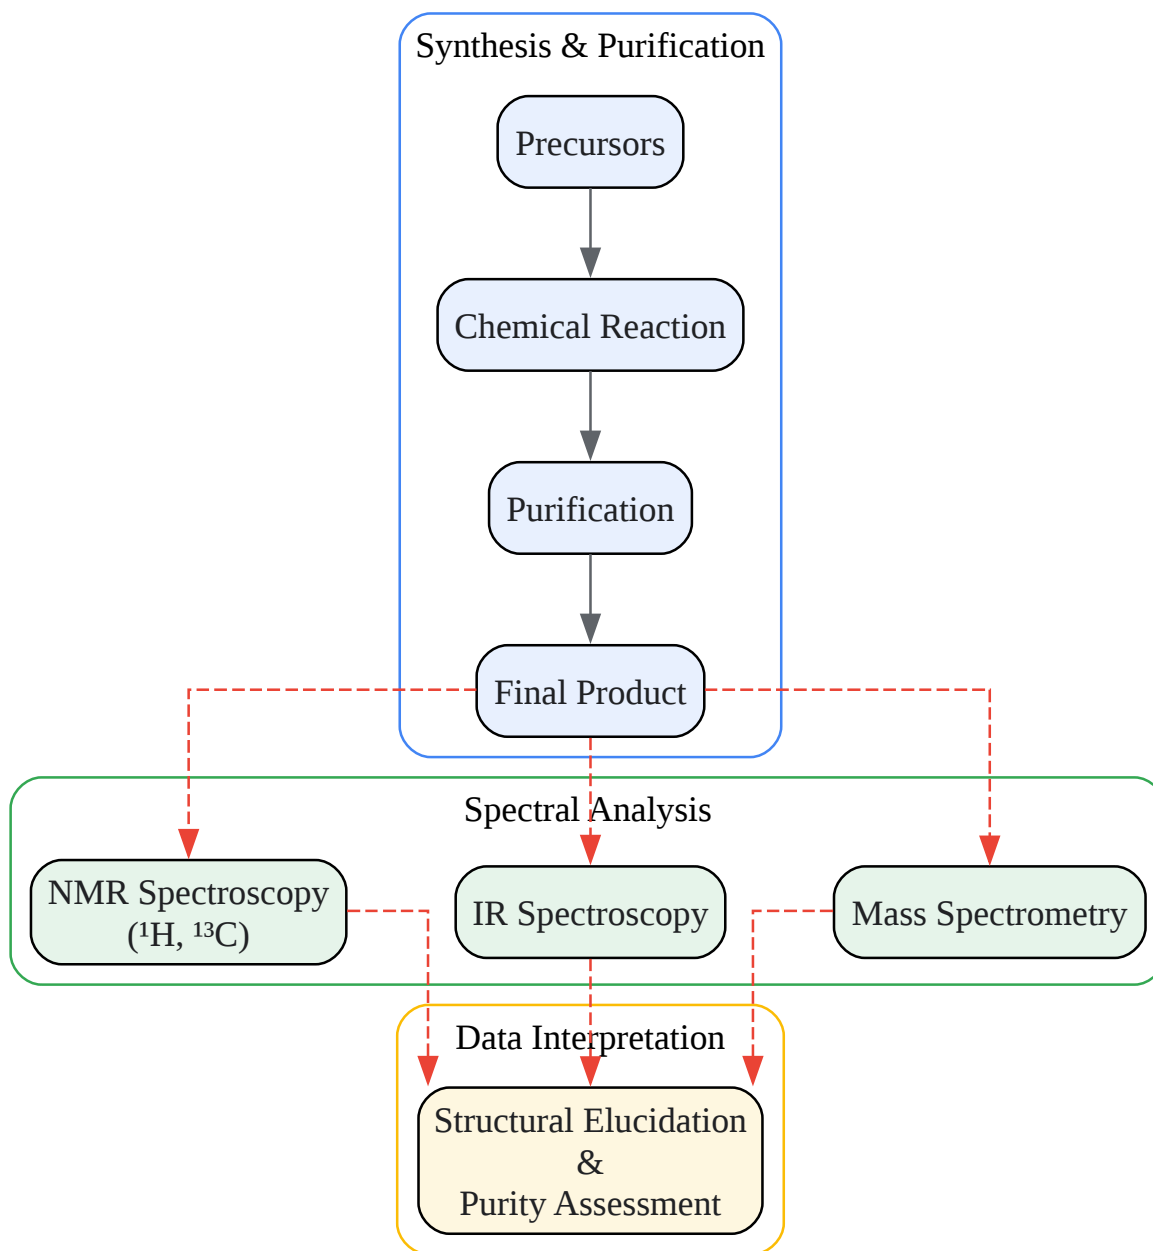 Synthesis & Purification
Precursors
Chemical Reaction
Purification
Final Product
Spectral Analysis
NMR Spectroscopy
(¹H, ¹³C)
IR Spectroscopy
Mass Spectrometry
Data Interpretation
Structural Elucidation
&
Purity Assessment